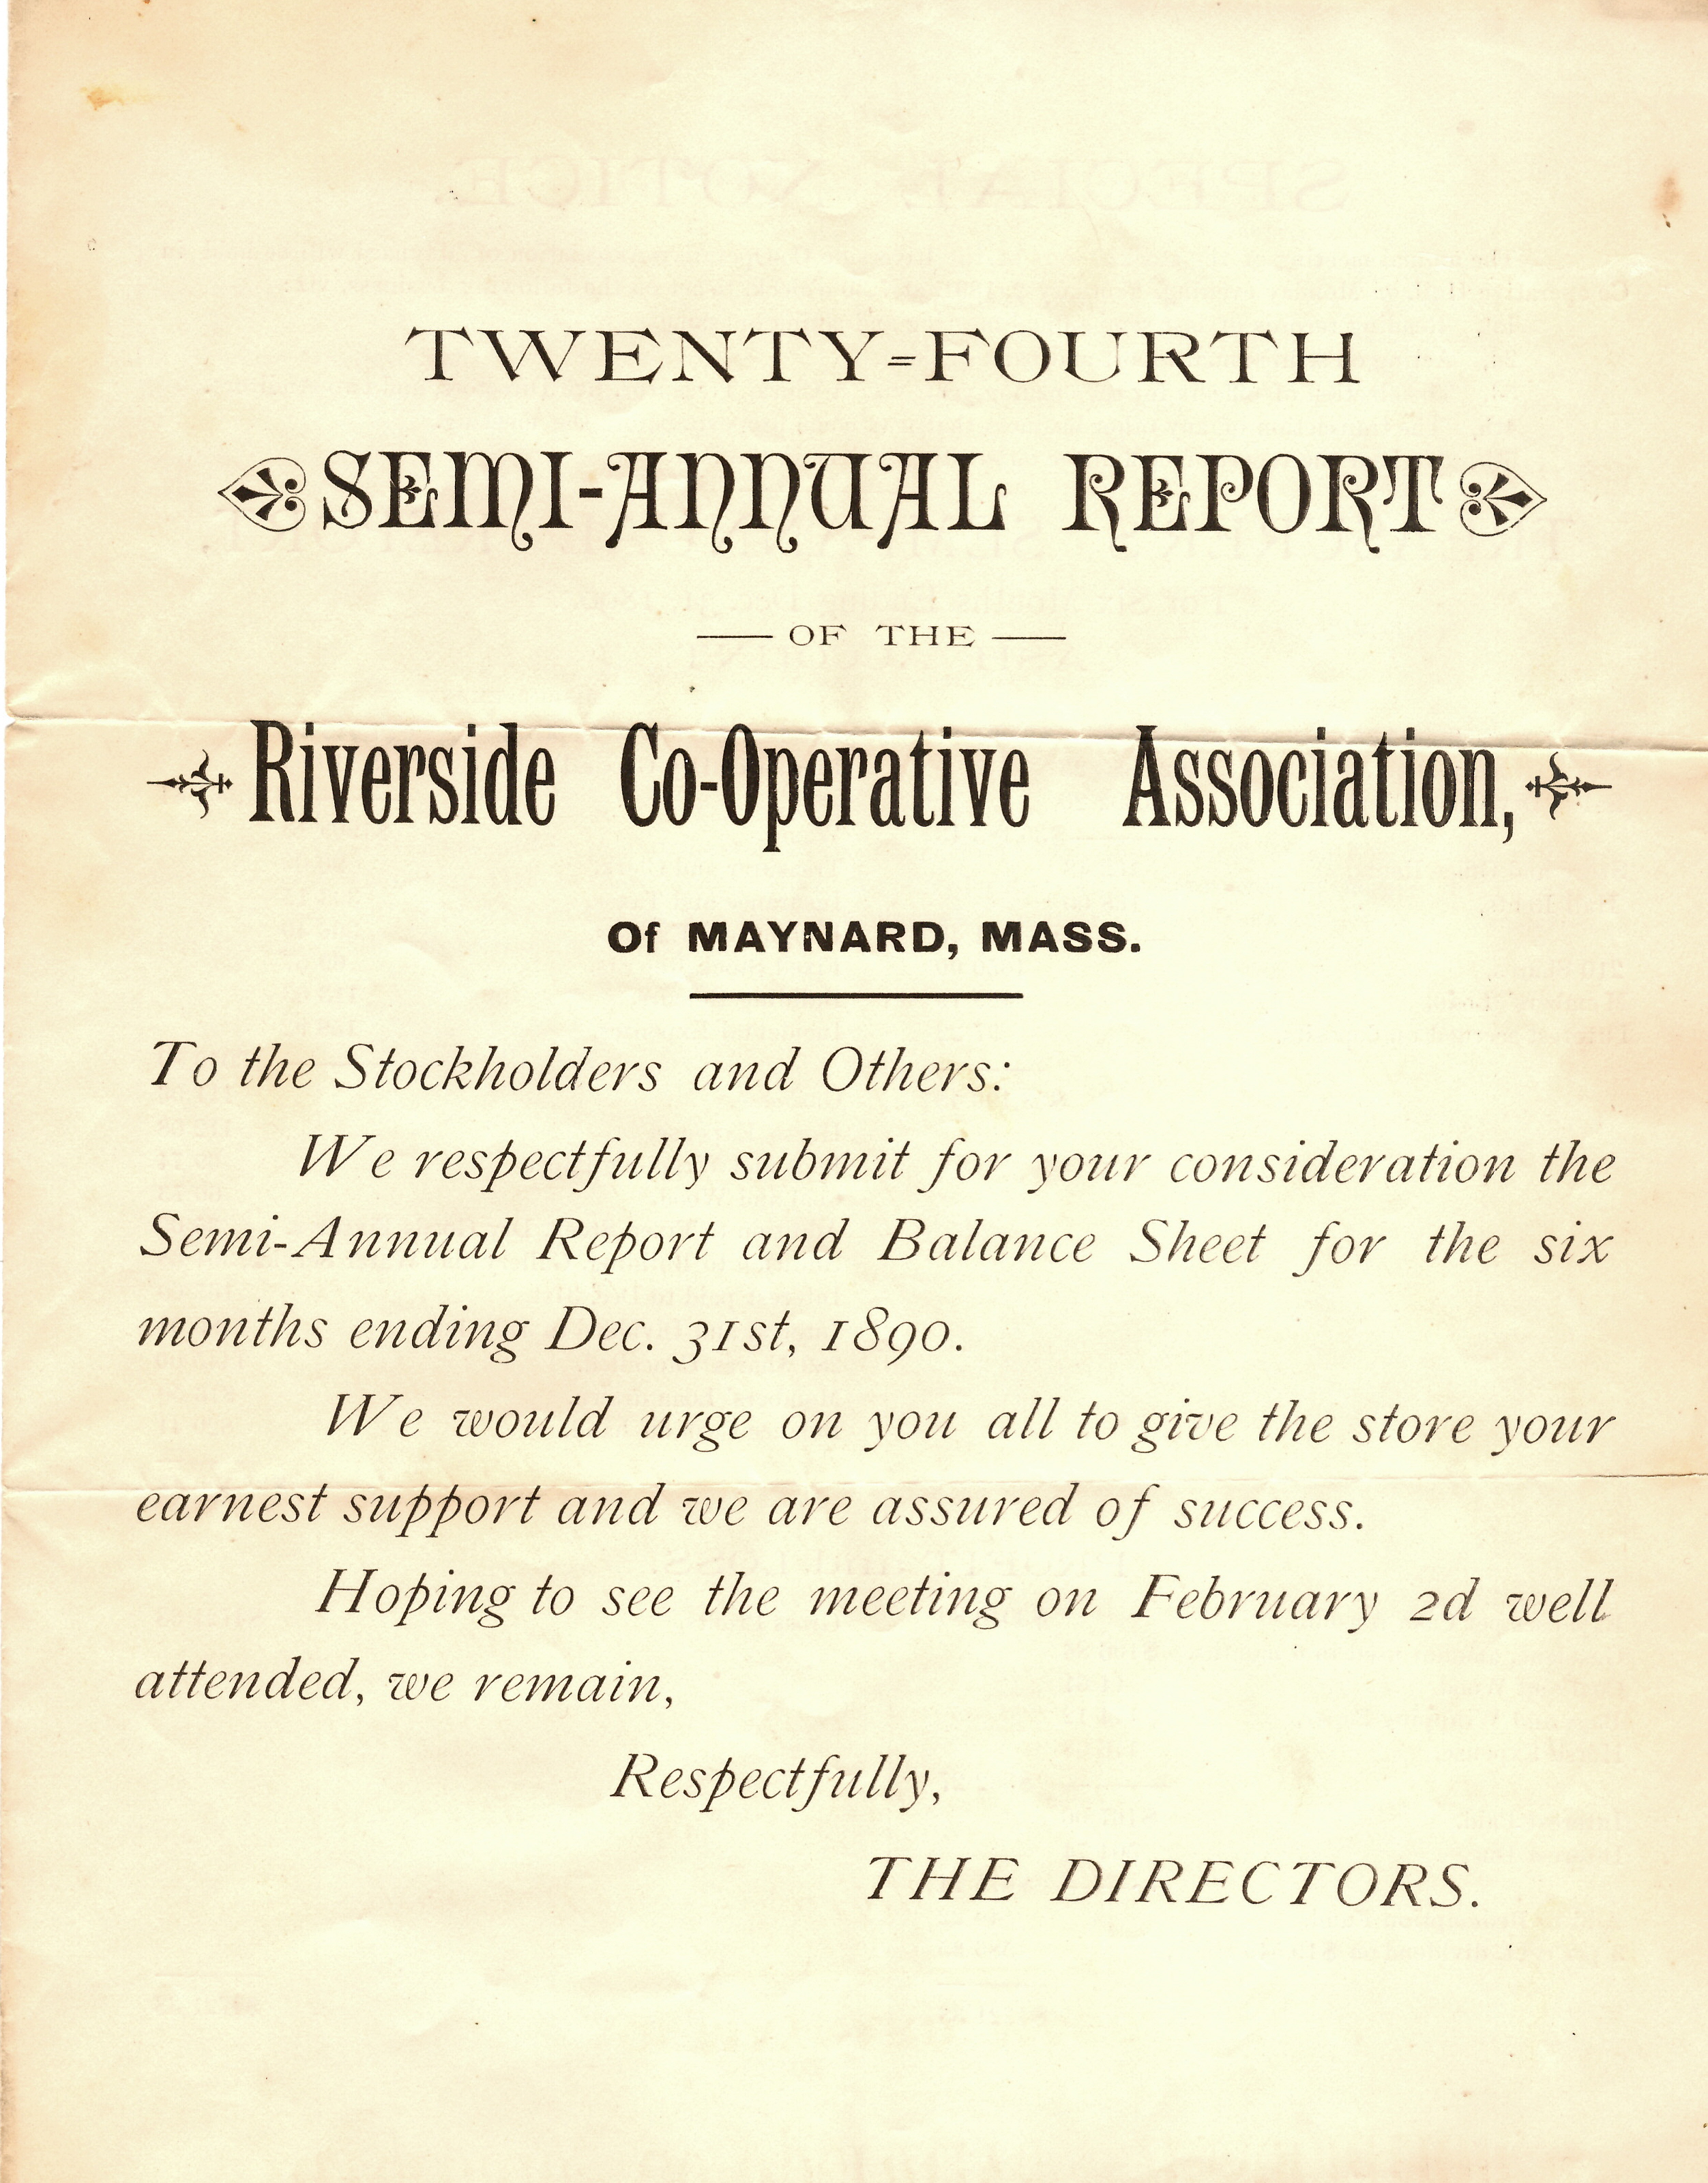 TWENTY=FOURTH
SEMI-ANNUAL REPORT
OF THE
Riverside Co-Operative Association,
Of MAYNARD, MASS.
To the Stockholders and Others:
We respectfully submit for your consideration the
Semi-Annual Report and Balance Sheet for the six
months ending Dec. 31st, 1890.
We would urge on you all to give the store your
earnest support and we are assured of success.
Hoping to see the meeting on February 2d well
attended, we remain,
Respectfully,
THE DIRECTORS.